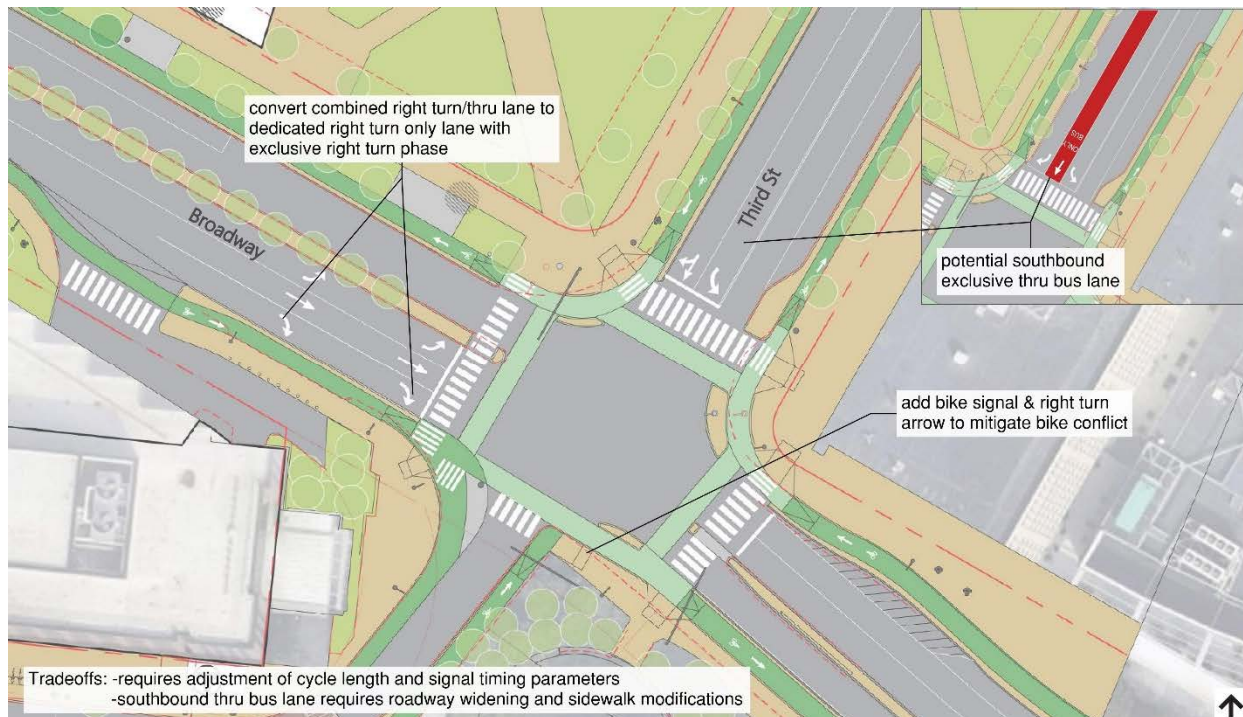 convert combined right turn/thru lane to
dedicated right turn only lane with
exclusive right turn phase
Broadway
Third St
BUS
ONLY
potential southbound
exclusive thru bus lane
add bike signal & right turn
arrow to mitigate bike conflict
Tradeoffs: -requires adjustment of cycle length and signal timing parameters
-southbound thru bus lane requires roadway widening and sidewalk modifications